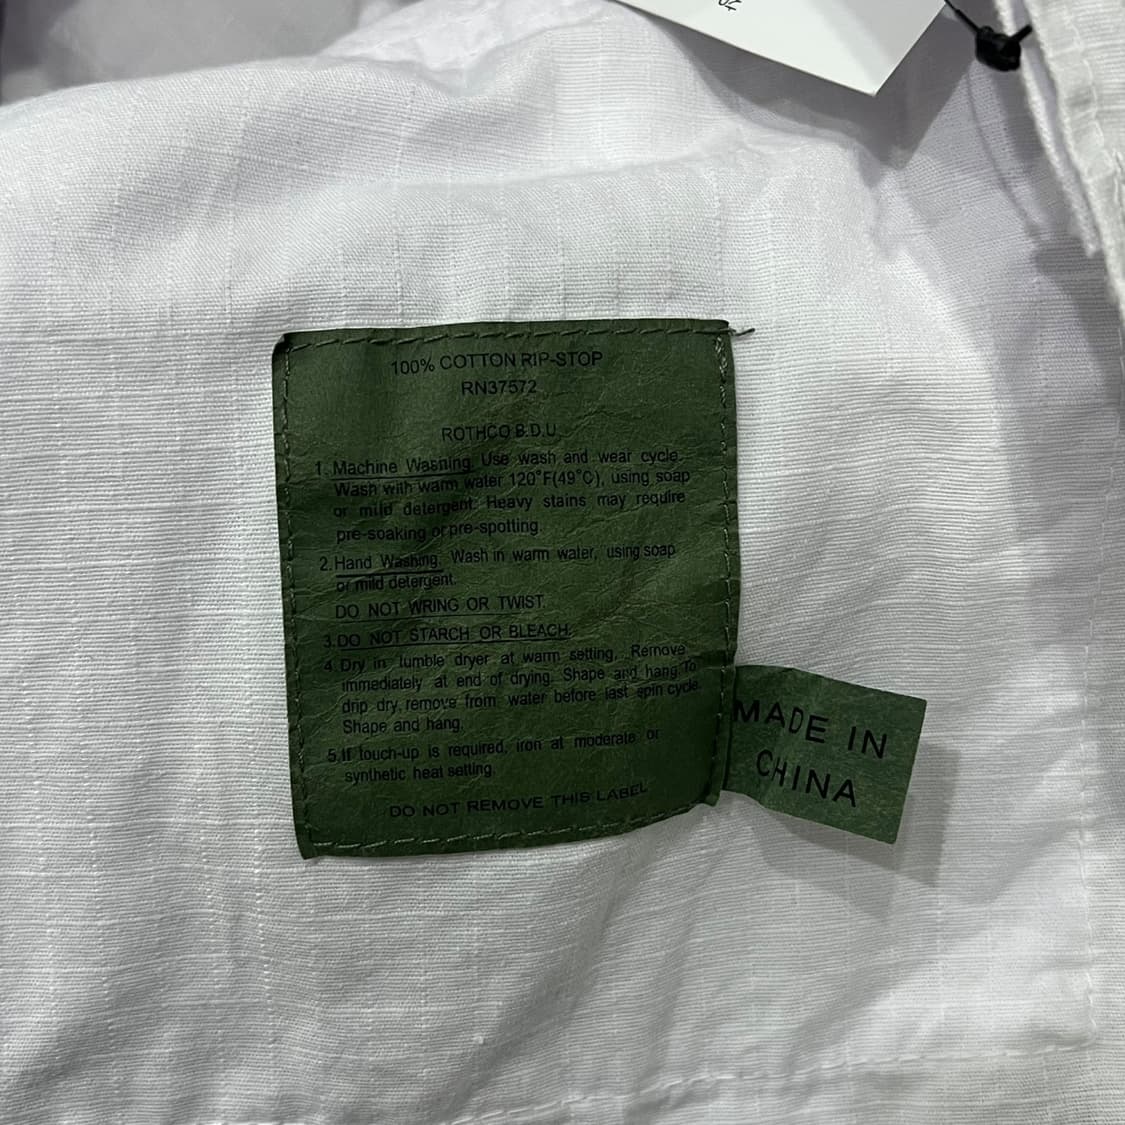 100% COTTON RIP-STOP
RN37572
ROTHCO B.D.U.
1. Machine Washing. Use wash and wear cycle.
Wash with warm water 120°F(49°C), using soap
or mild detergent. Heavy stains may require
pre-soaking or pre-spotting.
2. Hand Washing. Wash in warm water, using soap
or mild detergent.
DO NOT WRING OR TWIST.
3. DO NOT STARCH OR BLEACH.
4. Dry in tumble dryer at warm setting. Remove
immediately at end of drying. Shape and hang. To
drip dry, remove from water before last spin cycle.
Shape and hang.
5. If touch-up is required, iron at moderate or
synthetic heat setting.
DO NOT REMOVE THIS LABEL
MADE IN
CHINA